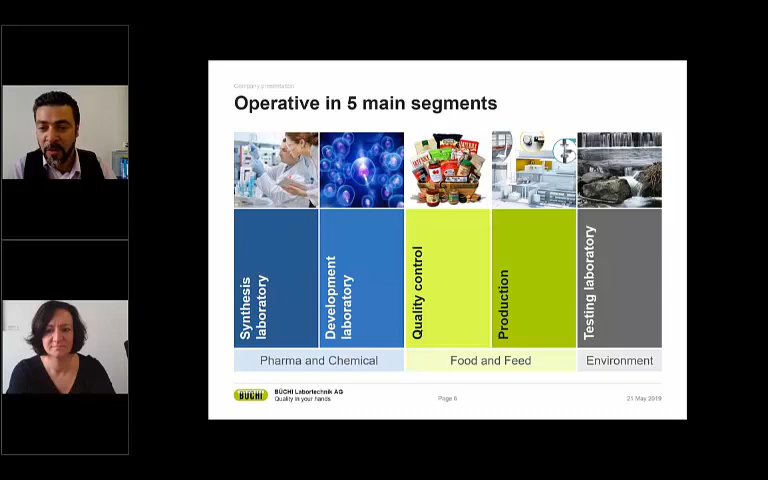 Company presentation
Operative in 5 main segments
Synthesis
laboratory
Development
laboratory
Quality control
Production
Testing laboratory
Pharma and Chemical
Food and Feed
Environment
BÜCHI
BÜCHI Labortechnik AG
Quality in your hands
Page 6
21 May 2019